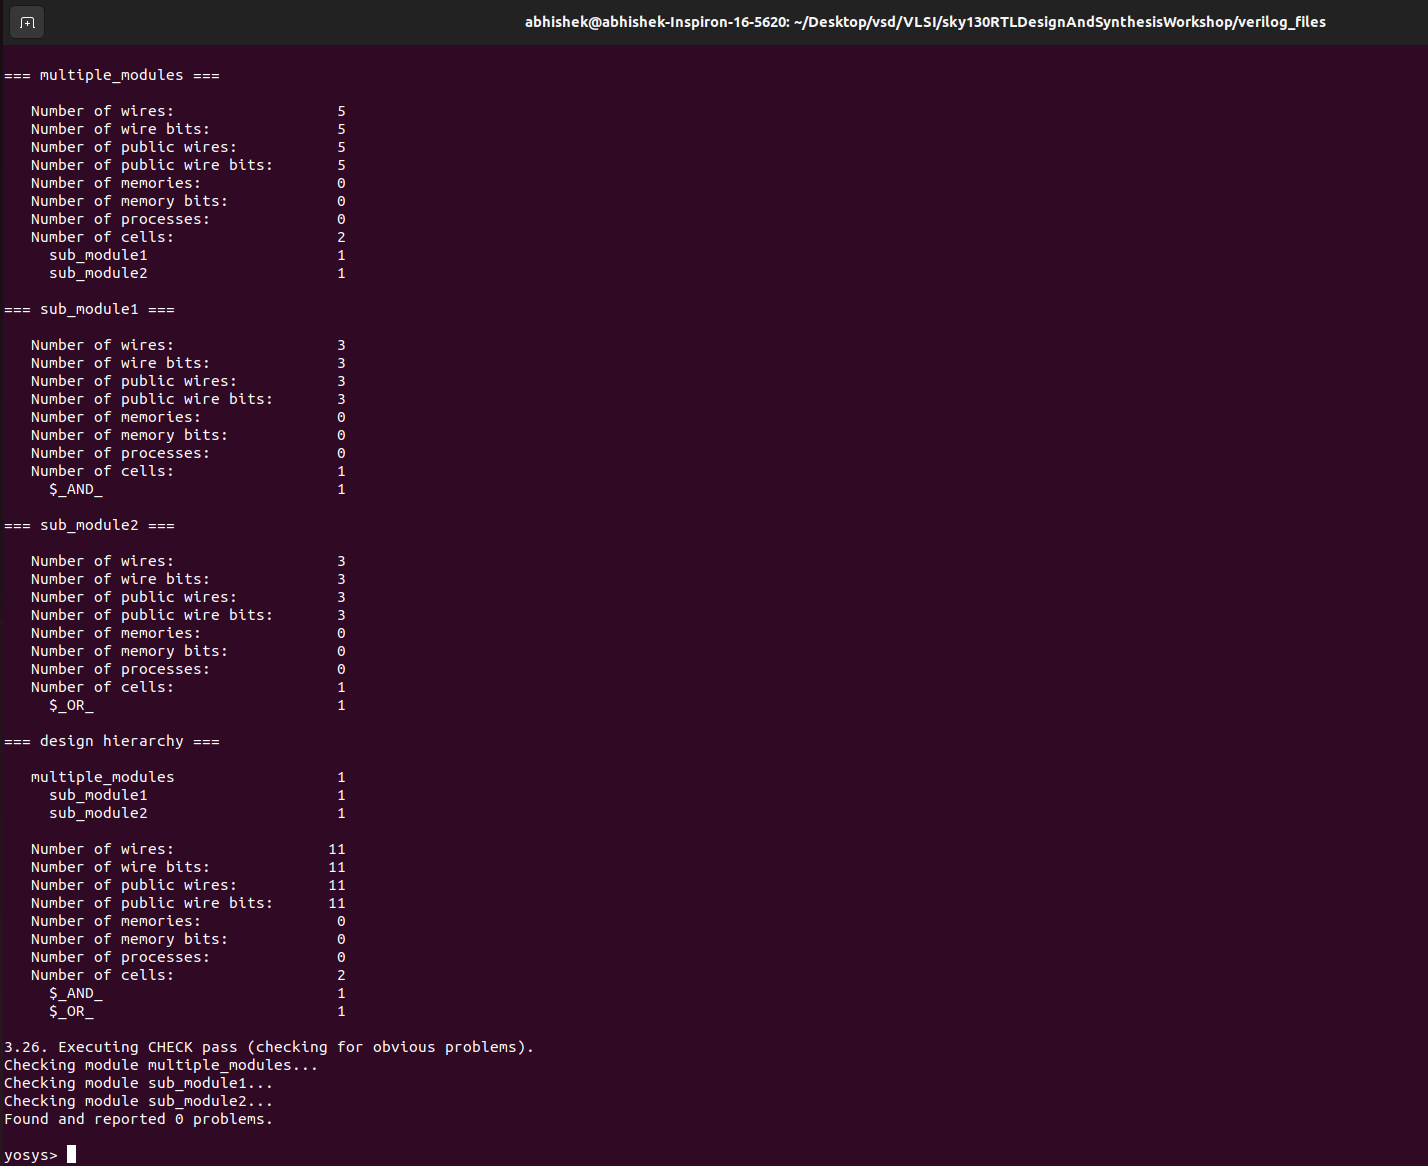 abhishek@abhishek-Inspiron-16-5620: ~/Desktop/vsd/VLSI/sky130RTLDesignAndSynthesisWorkshop/verilog_files
=== multiple_modules ===
Number of wires: 5
Number of wire bits: 5
Number of public wires: 5
Number of public wire bits: 5
Number of memories: 0
Number of memory bits: 0
Number of processes: 0
Number of cells: 2
sub_module1 1
sub_module2 1
=== sub_module1 ===
Number of wires: 3
Number of wire bits: 3
Number of public wires: 3
Number of public wire bits: 3
Number of memories: 0
Number of memory bits: 0
Number of processes: 0
Number of cells: 1
$_AND_ 1
=== sub_module2 ===
Number of wires: 3
Number of wire bits: 3
Number of public wires: 3
Number of public wire bits: 3
Number of memories: 0
Number of memory bits: 0
Number of processes: 0
Number of cells: 1
$_OR_ 1
=== design hierarchy ===
multiple_modules 1
sub_module1 1
sub_module2 1
Number of wires: 11
Number of wire bits: 11
Number of public wires: 11
Number of public wire bits: 11
Number of memories: 0
Number of memory bits: 0
Number of processes: 0
Number of cells: 2
$_AND_ 1
$_OR_ 1
3.26. Executing CHECK pass (checking for obvious problems).
Checking module multiple_modules...
Checking module sub_module1...
Checking module sub_module2...
Found and reported 0 problems.
yosys>